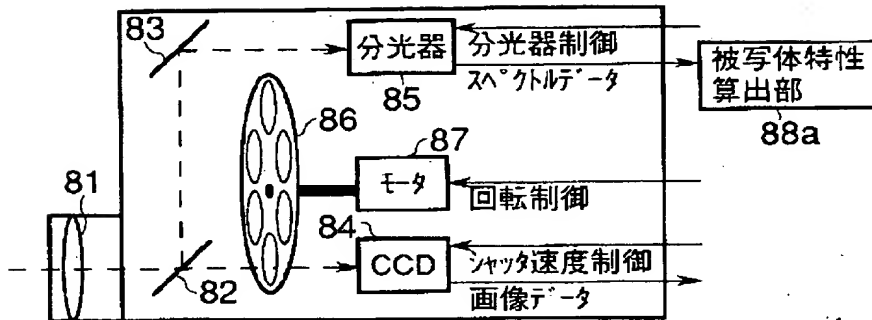 83
分光器
85
分光器制御
スペクトルデータ
被写体特性
算出部
88a
86
87
モータ
回転制御
81
84
CCD
シャッタ速度制御
画像データ
82